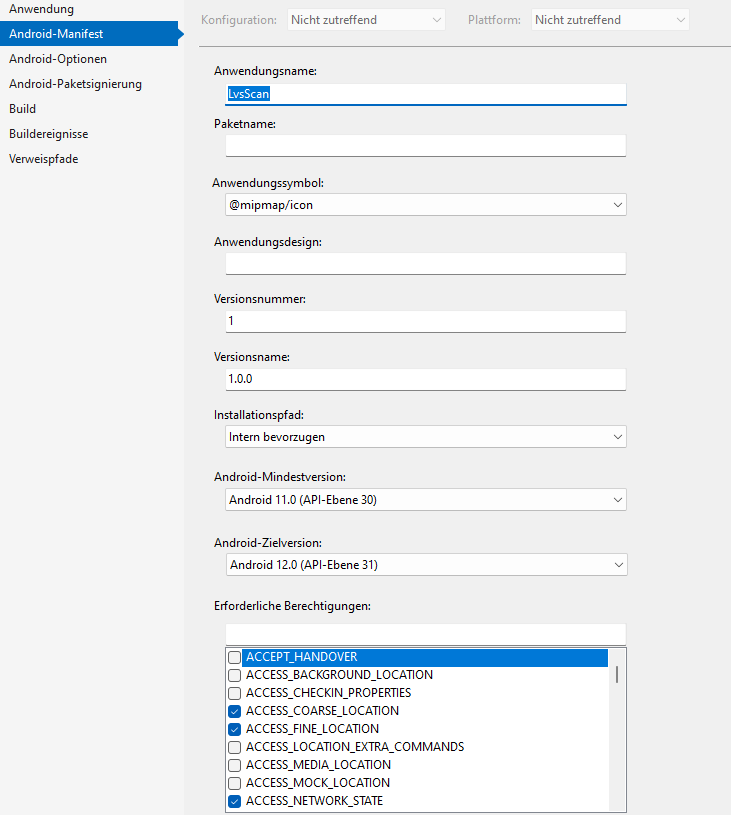 Anwendung
Android-Manifest
Android-Optionen
Android-Paketsignierung
Build
Buildereignisse
Verweispfade
Konfiguration: Nicht zutreffend Plattform: Nicht zutreffend
Anwendungsname:
LvsScan
Paketname:
Anwendungssymbol:
@mipmap/icon
Anwendungsdesign:
Versionsnummer:
1
Versionsname:
1.0.0
Installationspfad:
Intern bevorzugen
Android-Mindestversion:
Android 11.0 (API-Ebene 30)
Android-Zielversion:
Android 12.0 (API-Ebene 31)
Erforderliche Berechtigungen:
ACCEPT_HANDOVER
ACCESS_BACKGROUND_LOCATION
ACCESS_CHECKIN_PROPERTIES
ACCESS_COARSE_LOCATION
ACCESS_FINE_LOCATION
ACCESS_LOCATION_EXTRA_COMMANDS
ACCESS_MEDIA_LOCATION
ACCESS_MOCK_LOCATION
ACCESS_NETWORK_STATE